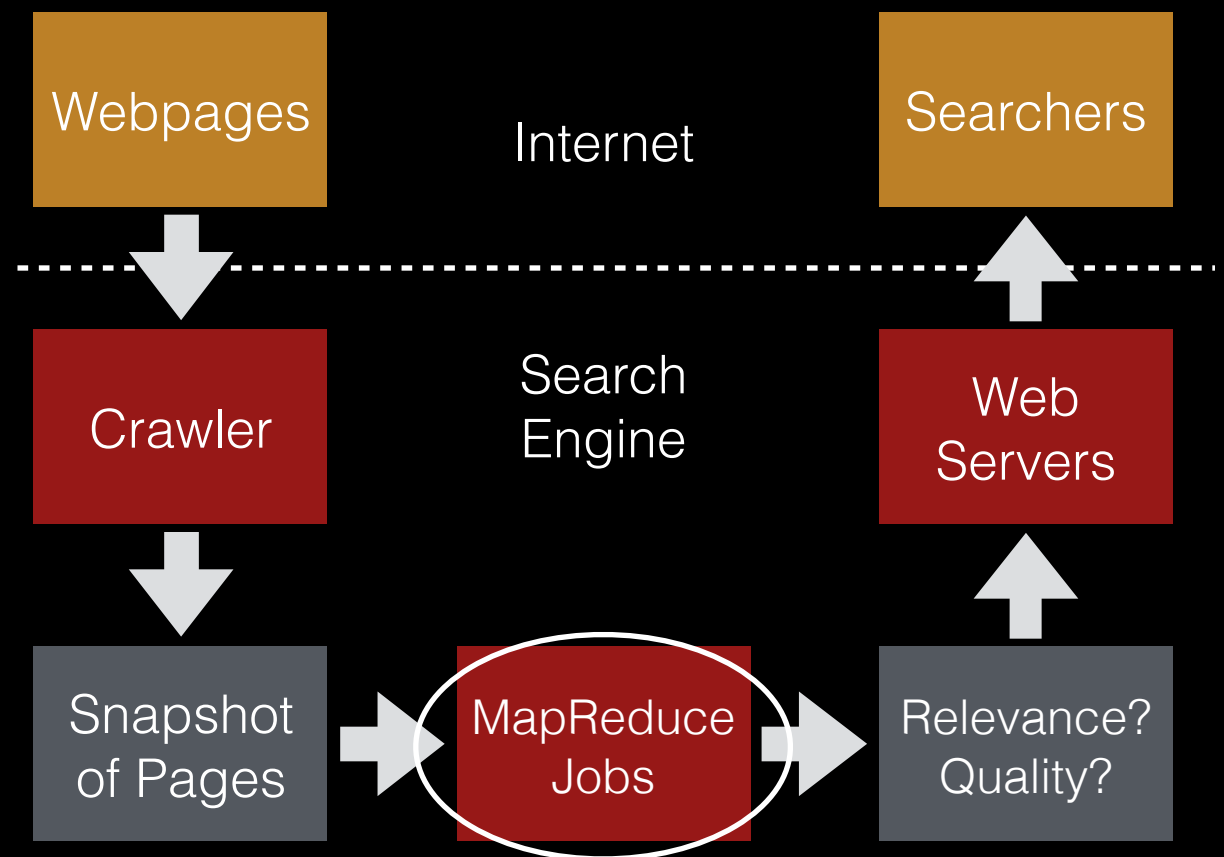 Webpages
Internet
Searchers
Crawler
Search
Engine
Web
Servers
Snapshot
of Pages
MapReduce
Jobs
Relevance?
Quality?